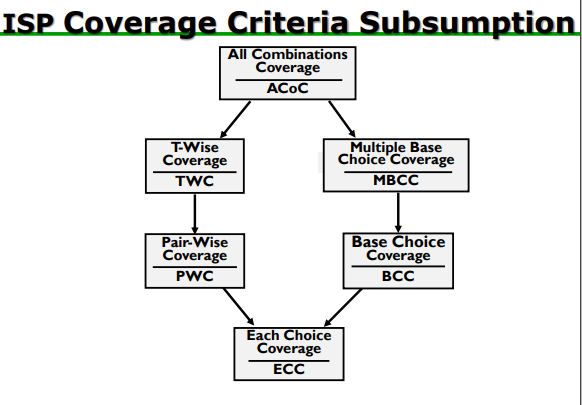 ISP Coverage Criteria Subsumption
All Combinations
Coverage
ACoC
T-Wise
Coverage
TWC
Multiple Base
Choice Coverage
MBCC
Pair-Wise
Coverage
PWC
Base Choice
Coverage
BCC
Each Choice
Coverage
ECC